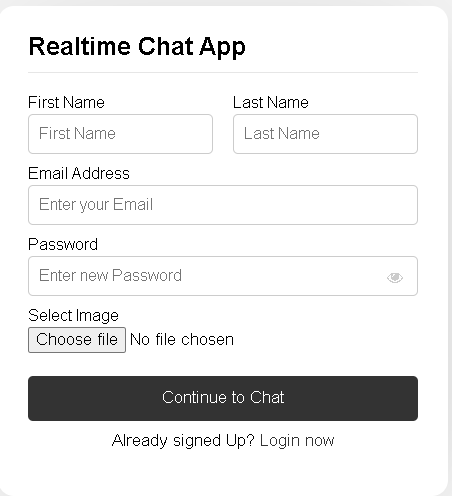 Realtime Chat App
First Name Last Name
First Name Last Name
Email Address
Enter your Email
Password
Enter new Password
Select Image
Choose file No file chosen
Continue to Chat
Already signed Up? Login now